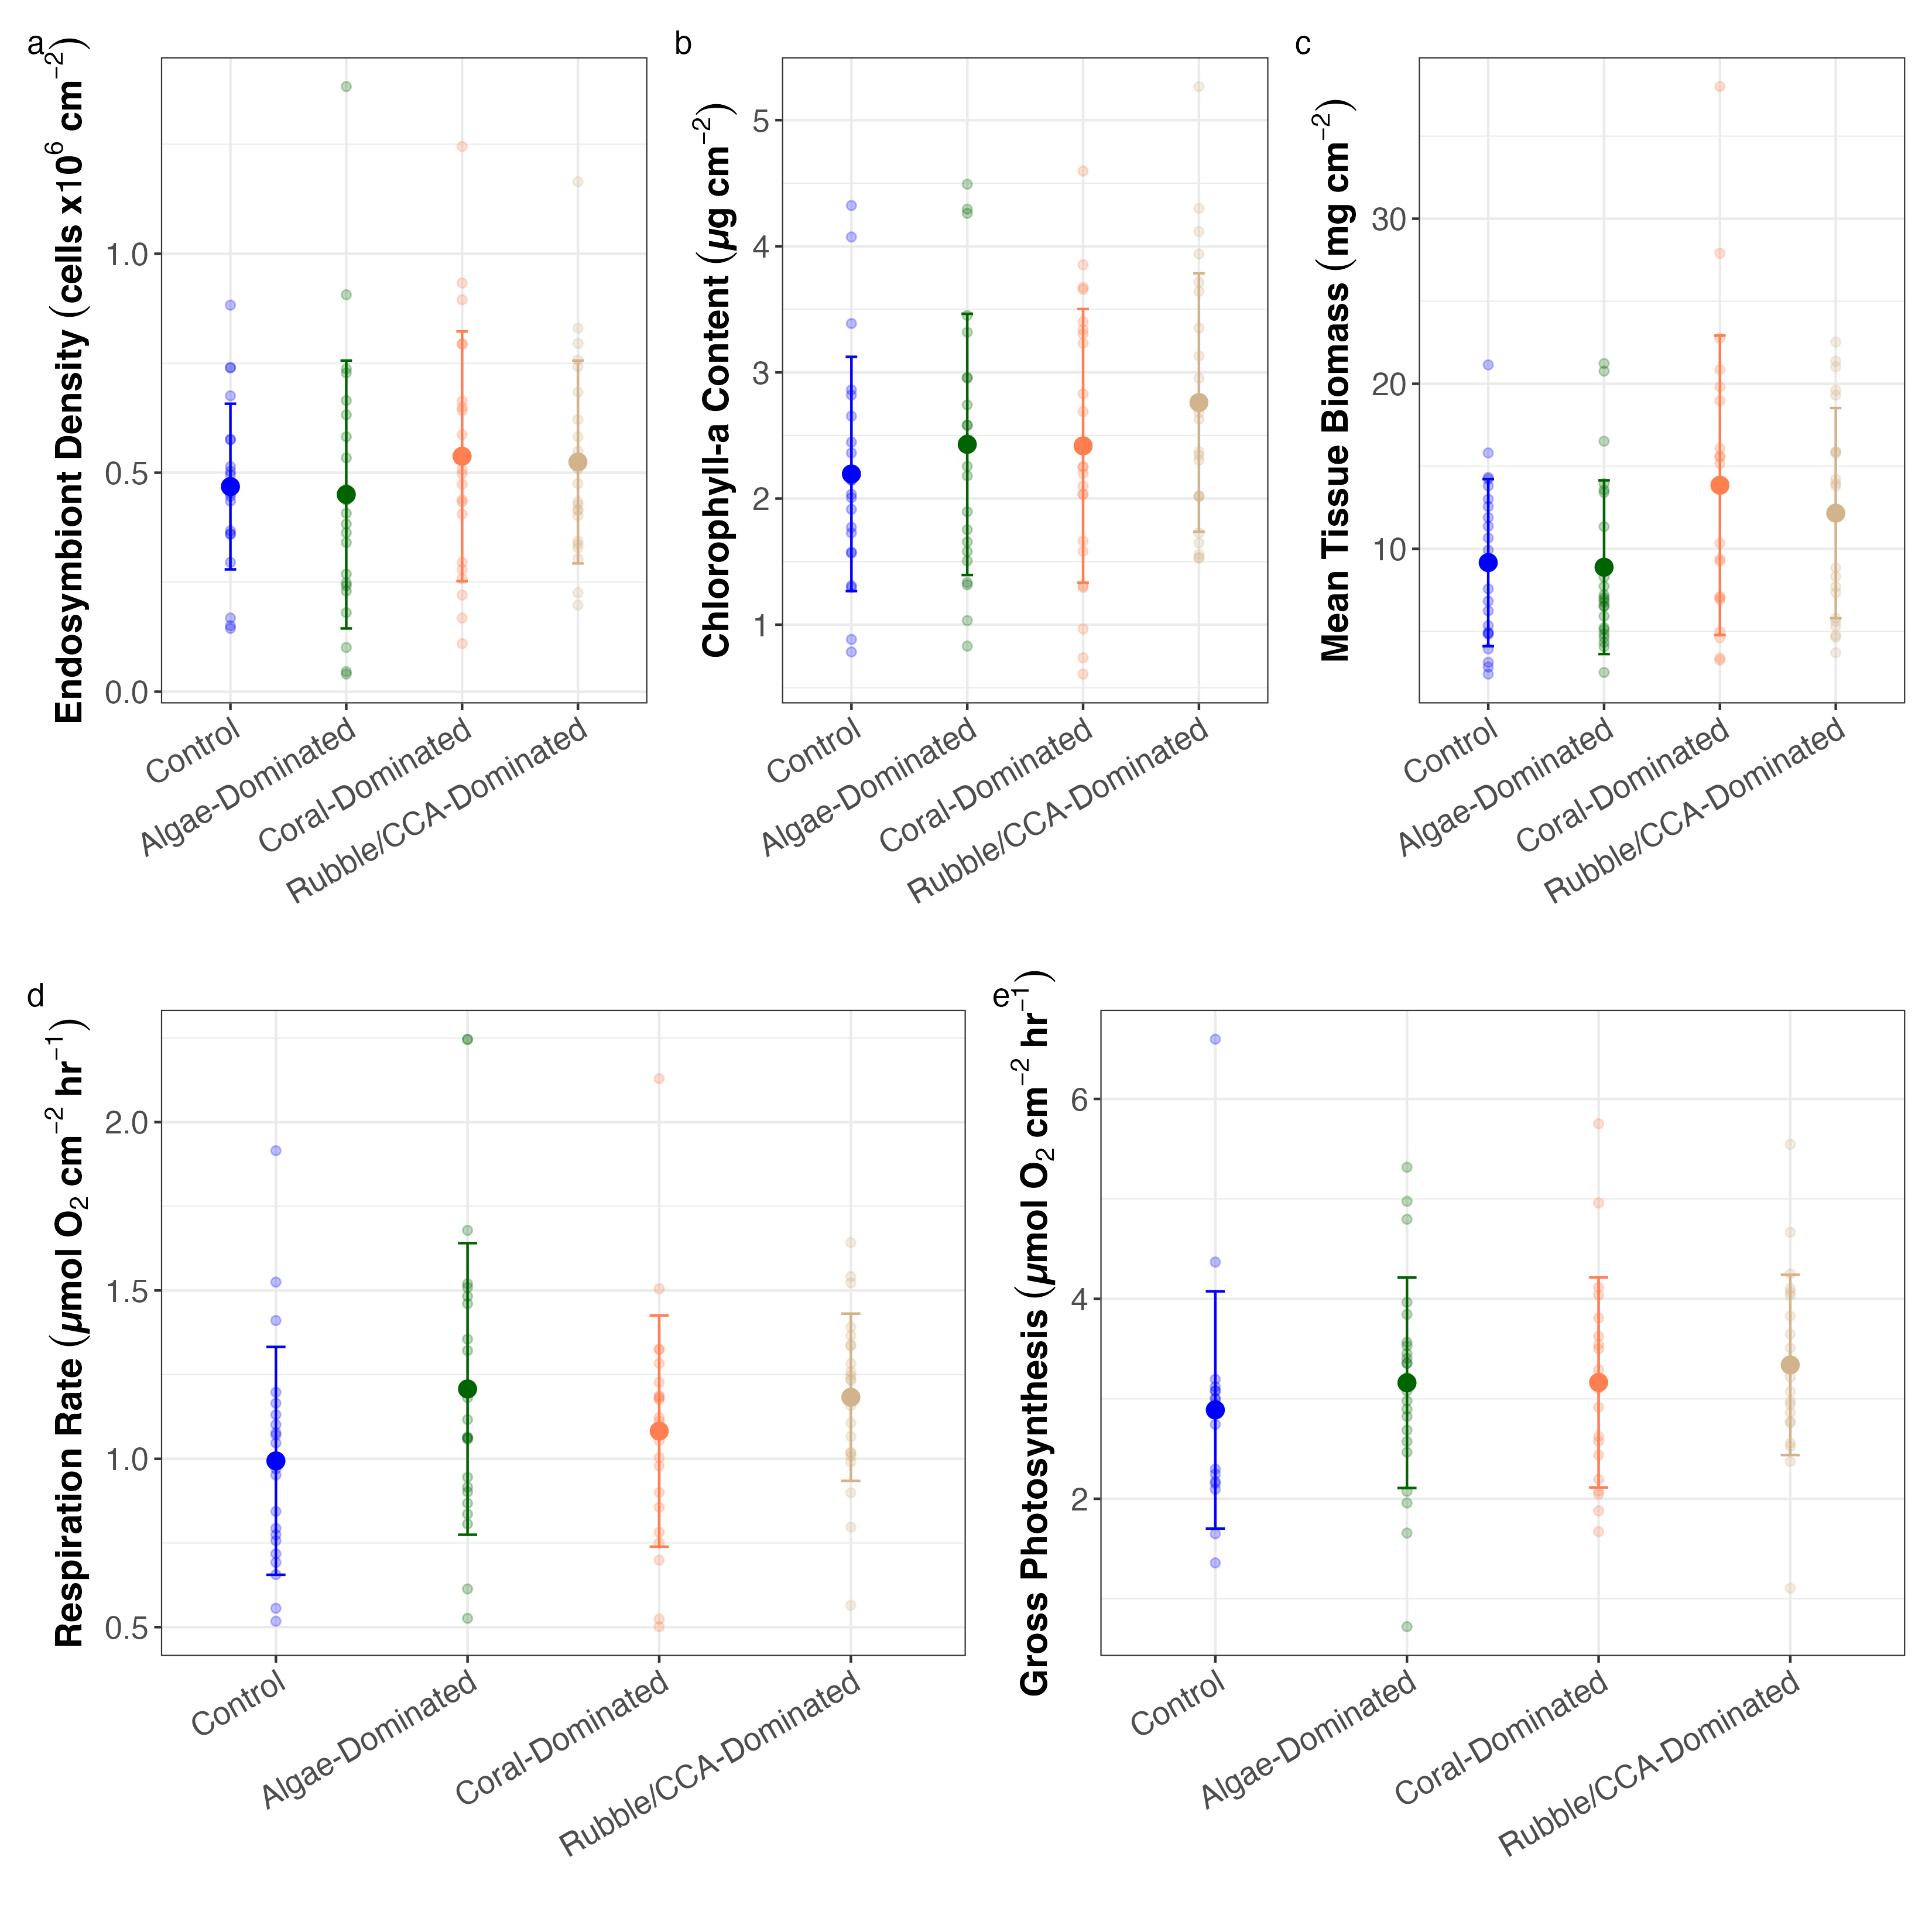 a
Endosymbiont Density (cells x10⁶ cm⁻²)
1.0
0.5
0.0
Control
Algae-Dominated
Coral-Dominated
Rubble/CCA-Dominated
b
Chlorophyll-a Content (µg cm⁻²)
5
4
3
2
1
Control
Algae-Dominated
Coral-Dominated
Rubble/CCA-Dominated
c
Mean Tissue Biomass (mg cm⁻²)
30
20
10
Control
Algae-Dominated
Coral-Dominated
Rubble/CCA-Dominated
d
Respiration Rate (µmol O₂ cm⁻² hr⁻¹)
2.0
1.5
1.0
0.5
Control
Algae-Dominated
Coral-Dominated
Rubble/CCA-Dominated
e
Gross Photosynthesis (µmol O₂ cm⁻² hr⁻¹)
6
4
2
Control
Algae-Dominated
Coral-Dominated
Rubble/CCA-Dominated